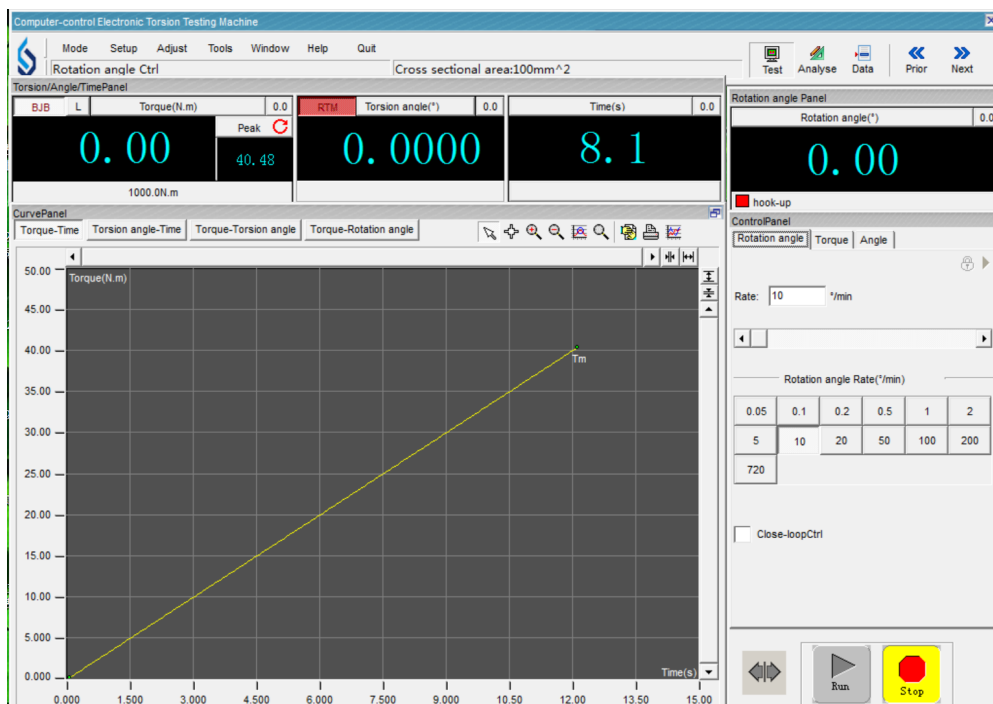 Computer-control Electronic Torsion Testing Machine
Mode Setup Adjust Tools Window Help Quit
Rotation angle Ctrl Cross sectional area:100mm^2
Test Analyse Data Prior Next
Torsion/Angle/TimePanel
BJB L Torque(N.m) 0.0
Peak
0.00
40.48
1000.0N.m
RTM Torsion angle(°) 0.0
0.0000
Time(s) 0.0
8.1
Rotation angle Panel
Rotation angle(°) 0.0
0.00
hook-up
CurvePanel
Torque-Time Torsion angle-Time Torque-Torsion angle Torque-Rotation angle
50.00
Torque(N.m)
45.00
40.00
Tm
35.00
30.00
25.00
20.00
15.00
10.00
5.000
0.000
Time(s)
0.000 1.500 3.000 4.500 6.000 7.500 9.000 10.50 12.00 13.50 15.00
ControlPanel
Rotation angle Torque Angle
Rate: 10 °/min
Rotation angle Rate(°/min)
0.05 0.1 0.2 0.5 1 2
5 10 20 50 100 200
720
Close-loopCtrl
Run Stop